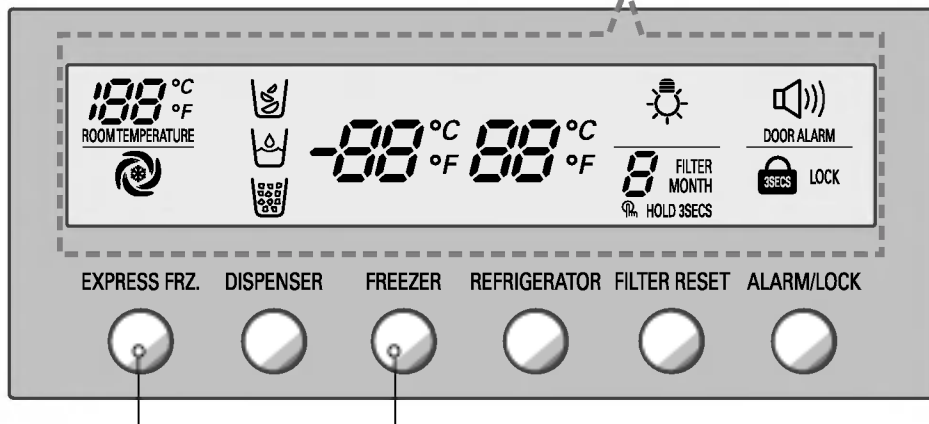 188 °C °F
ROOM TEMPERATURE
-88 °C °F
88 °C °F
8 FILTER MONTH
HOLD 3SECS
DOOR ALARM
3SECS LOCK
EXPRESS FRZ. DISPENSER FREEZER REFRIGERATOR FILTER RESET ALARM/LOCK